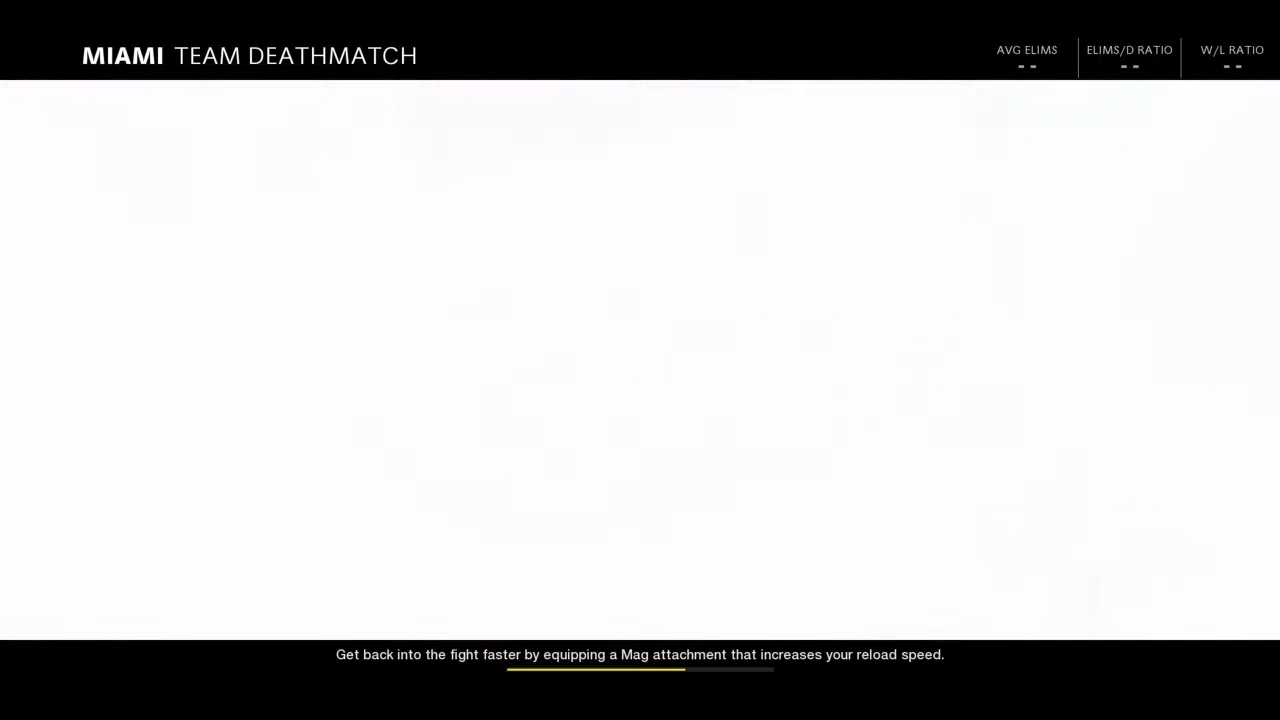 MIAMI TEAM DEATHMATCH
AVG ELIMS
--
ELIMS/D RATIO
--
W/L RATIO
--
Get back into the fight faster by equipping a Mag attachment that increases your reload speed.